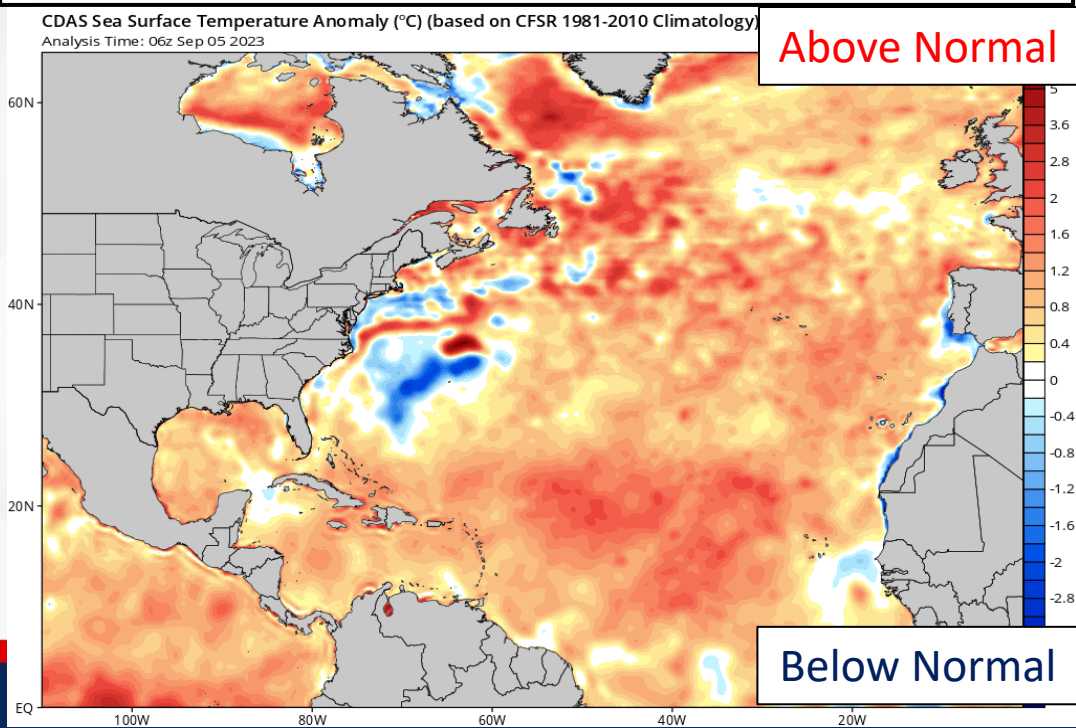 CDAS Sea Surface Temperature Anomaly (°C) (based on CFSR 1981-2010 Climatology)
Analysis Time: 06z Sep 05 2023
Above Normal
60N
40N
20N
EQ
100W
80W
60W
40W
20W
5
3.6
2.8
2
1.6
1.2
0.8
0.4
0
-0.4
-0.8
-1.2
-1.6
-2
-2.8
Below Normal